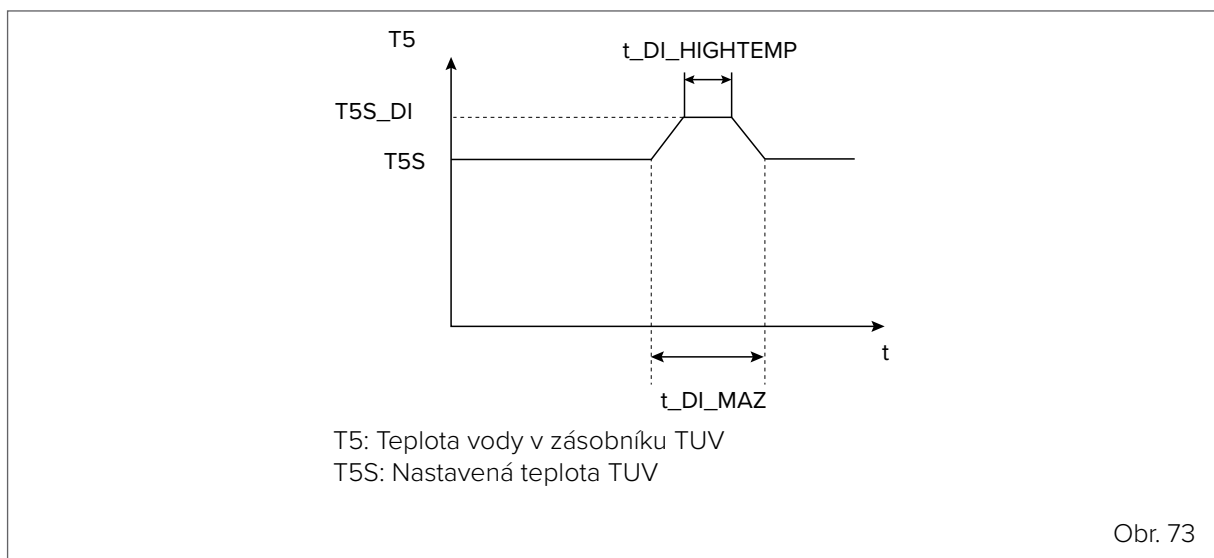 T5
t_DI_HIGHTEMP
T5S_DI
T5S
t
t_DI_MAZ
T5: Teplota vody v zásobníku TUV
T5S: Nastavená teplota TUV
Obr. 73